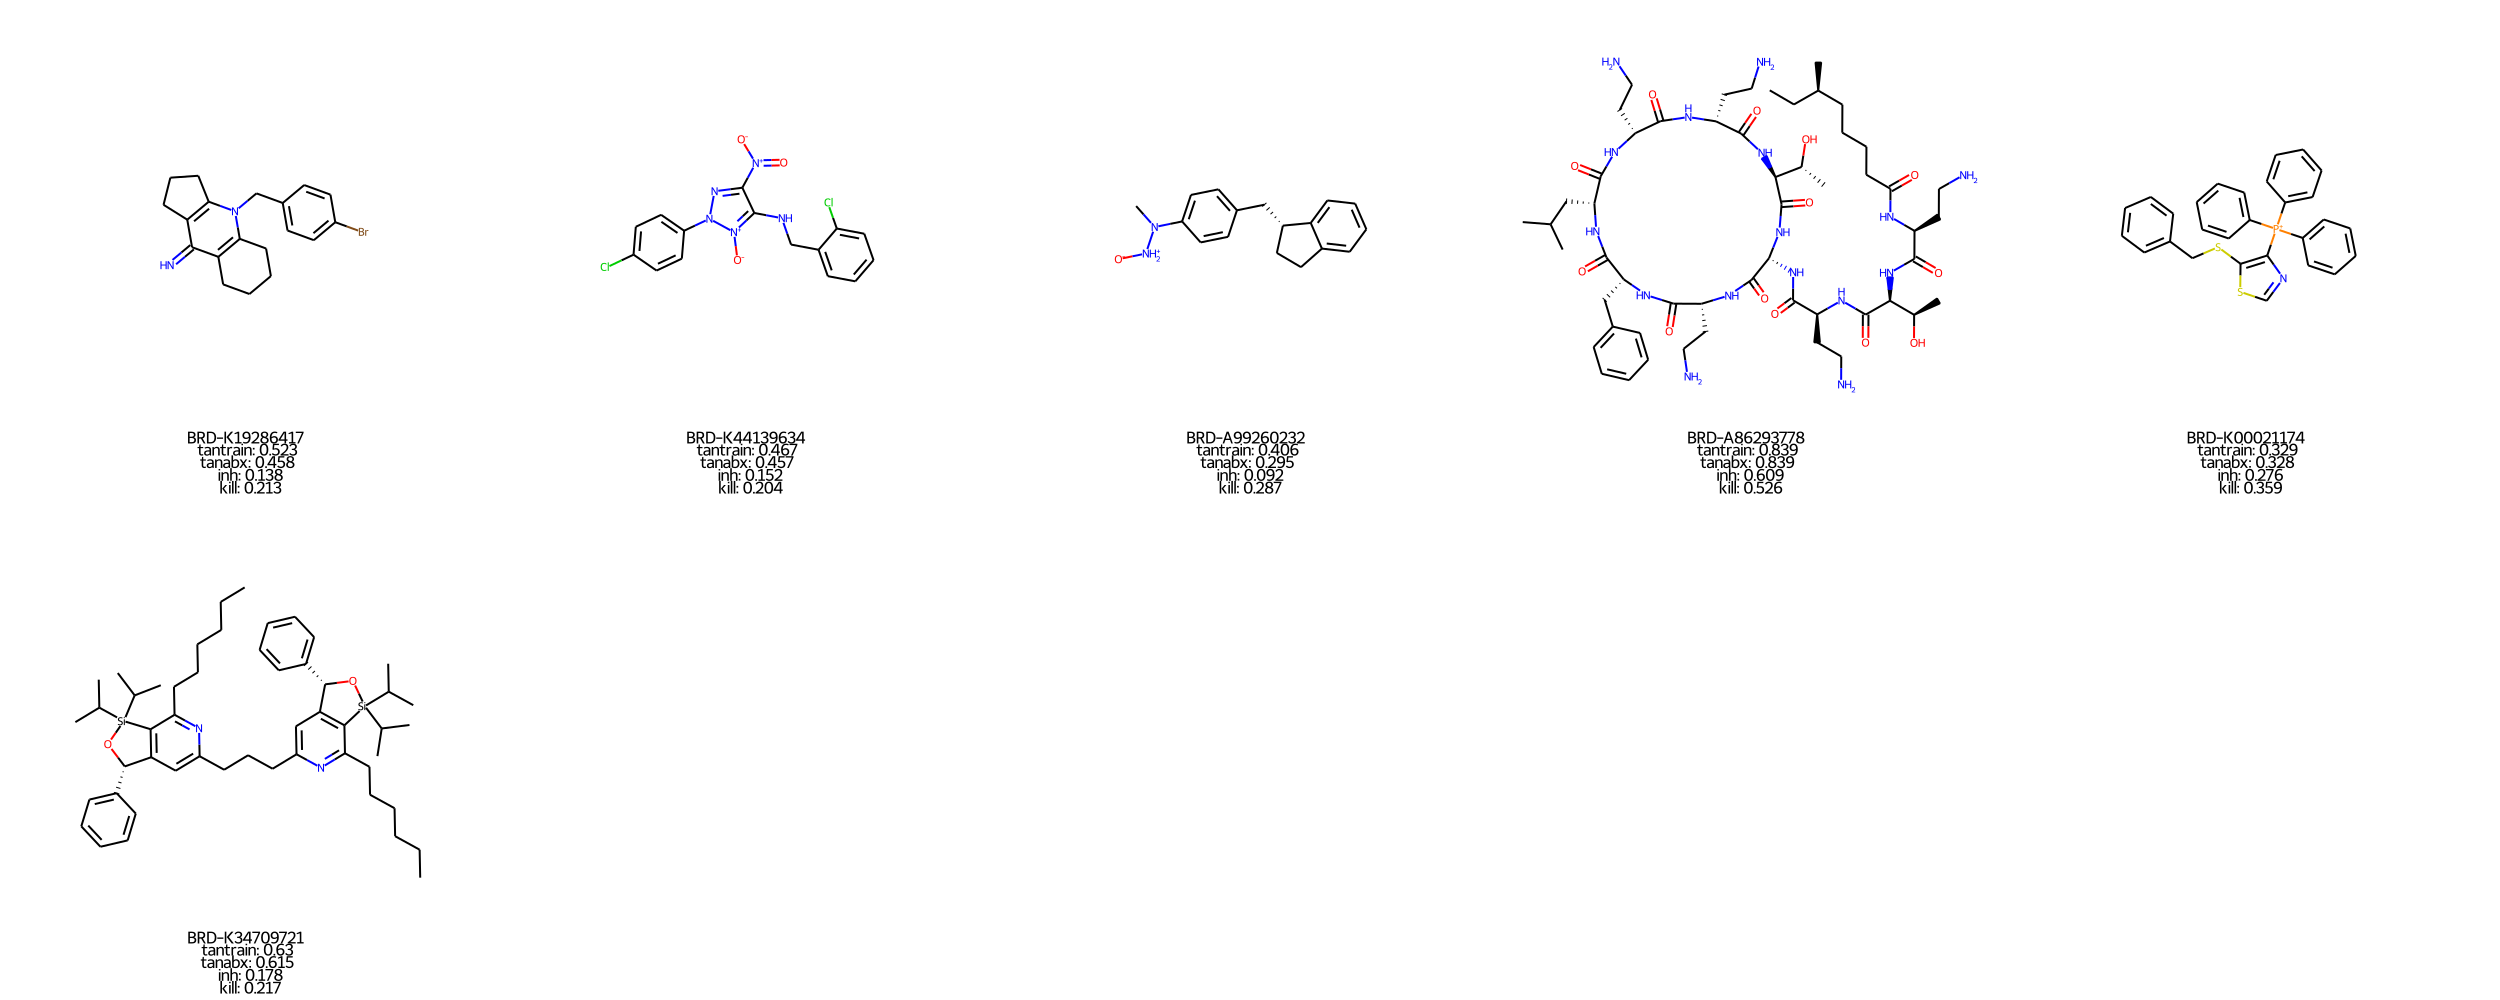 BRD-K19286417
tantrain: 0.523
tanabx: 0.458
inh: 0.138
kill: 0.213
BRD-K44139634
tantrain: 0.467
tanabx: 0.457
inh: 0.152
kill: 0.204
BRD-A99260232
tantrain: 0.406
tanabx: 0.295
inh: 0.092
kill: 0.287
BRD-A86293778
tantrain: 0.839
tanabx: 0.839
inh: 0.609
kill: 0.526
BRD-K00021174
tantrain: 0.329
tanabx: 0.328
inh: 0.276
kill: 0.359
BRD-K34709721
tantrain: 0.63
tanabx: 0.615
inh: 0.178
kill: 0.217